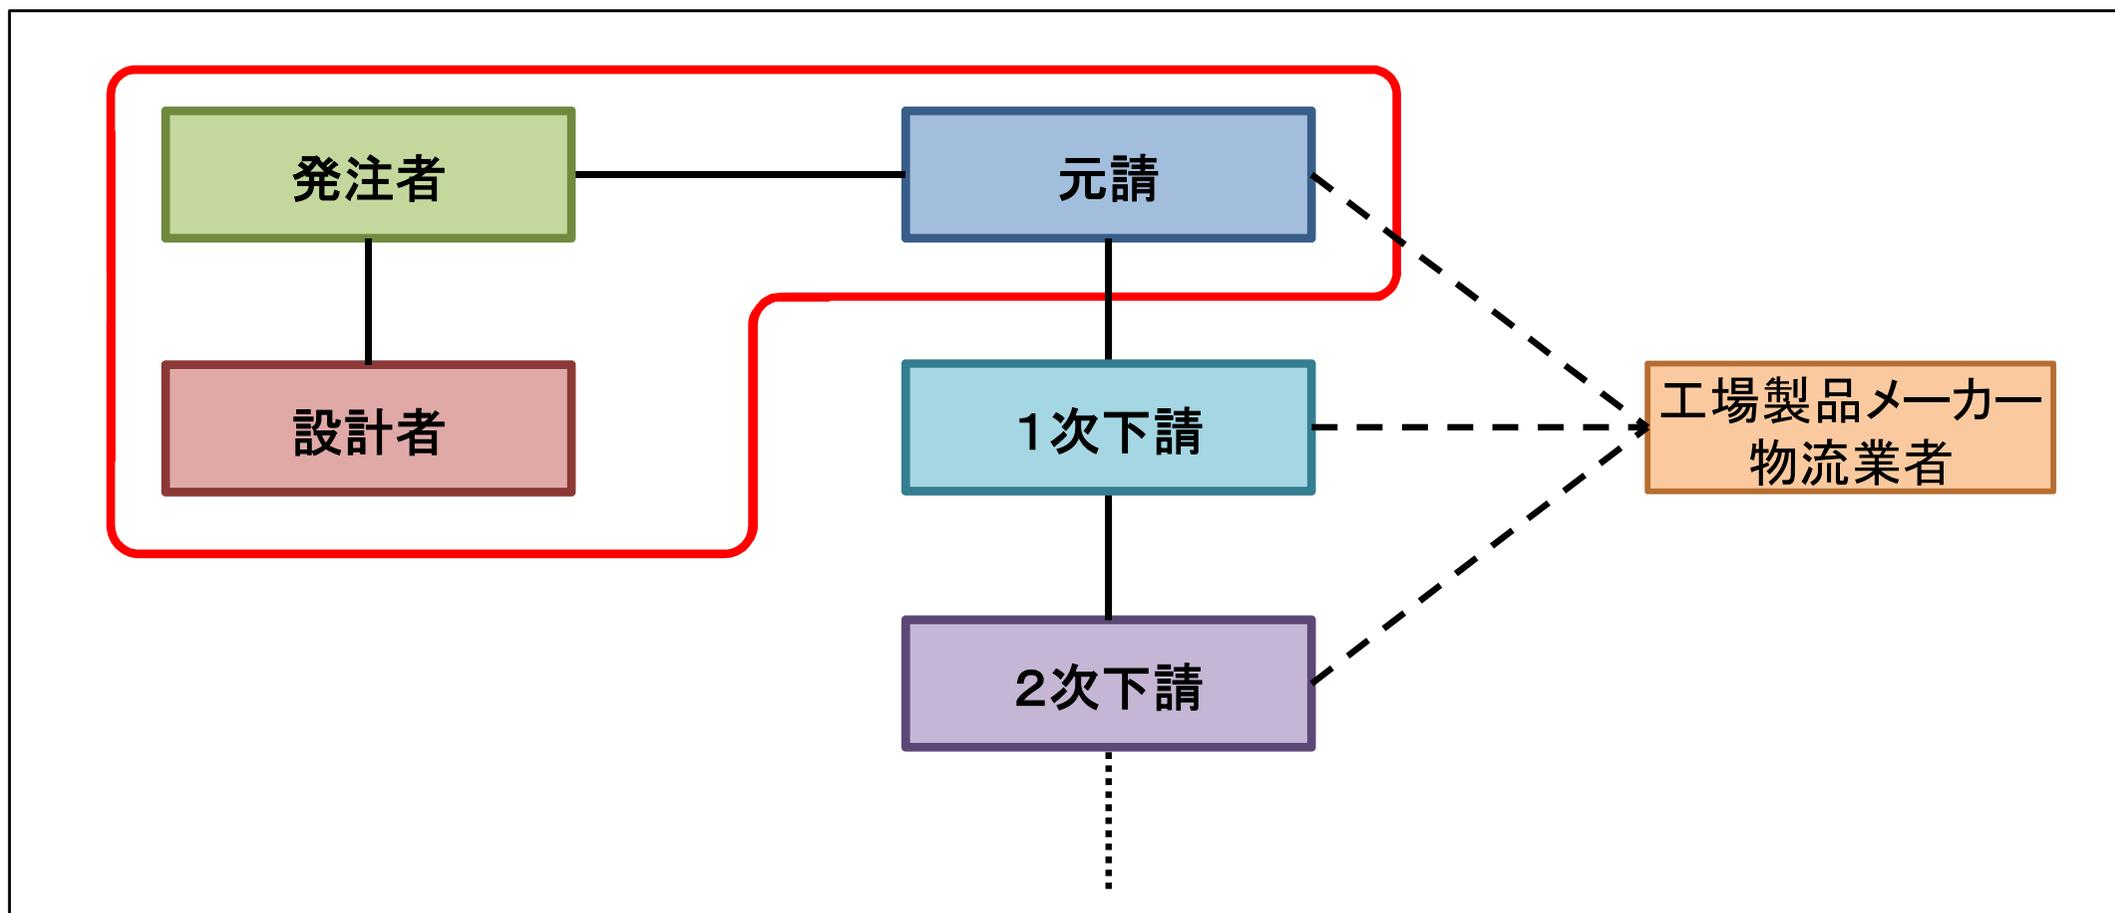 発注者
元請
設計者
１次下請
工場製品メーカー
物流業者
２次下請